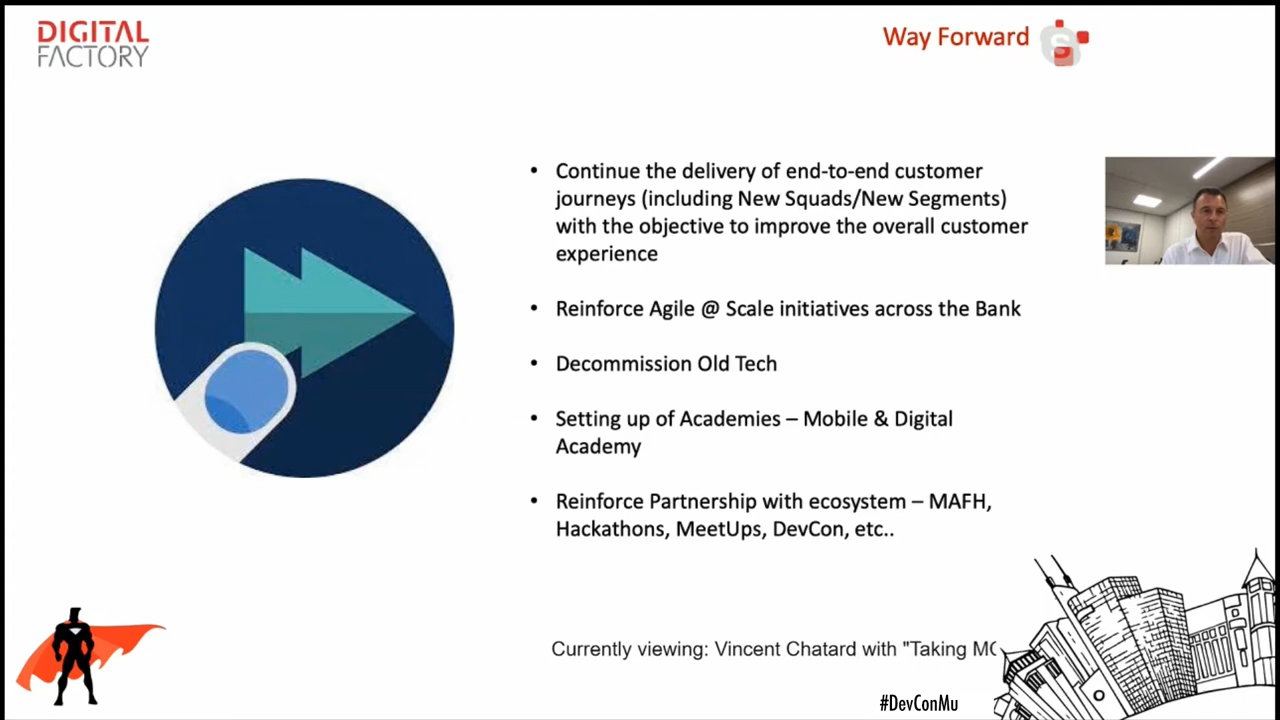 DIGITAL
FACTORY
Way Forward
S
• Continue the delivery of end-to-end customer
journeys (including New Squads/New Segments)
with the objective to improve the overall customer
experience
• Reinforce Agile @ Scale initiatives across the Bank
• Decommission Old Tech
• Setting up of Academies – Mobile & Digital
Academy
• Reinforce Partnership with ecosystem – MAFH,
Hackathons, MeetUps, DevCon, etc..
Currently viewing: Vincent Chatard with "Taking
#DevConMu